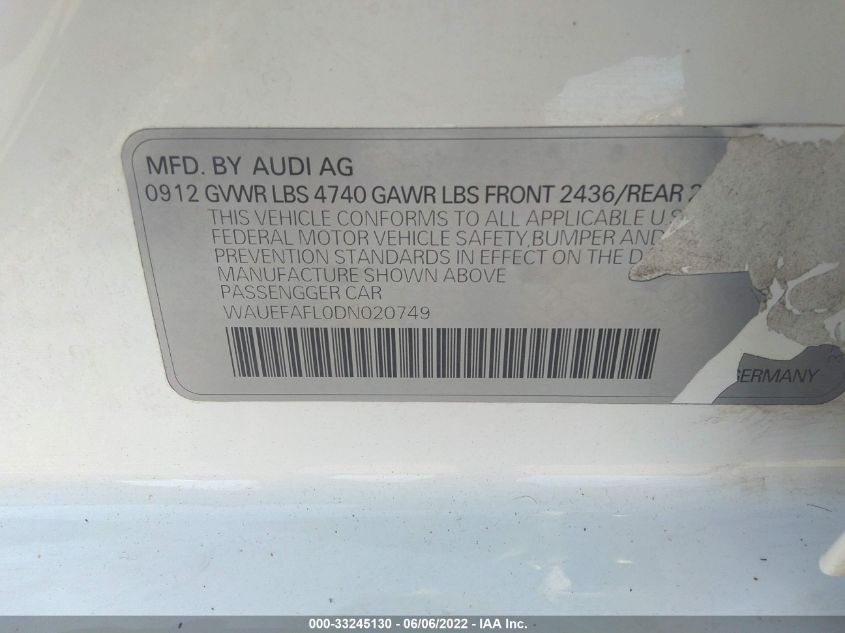 MFD. BY AUDI AG
0912 GVWR LBS 4740 GAWR LBS FRONT 2436/REAR 2
THIS VEHICLE CONFORMS TO ALL APPLICABLE U.S
FEDERAL MOTOR VEHICLE SAFETY,BUMPER AND
PREVENTION STANDARDS IN EFFECT ON THE D
MANUFACTURE SHOWN ABOVE
PASSENGGER CAR
WAUEFAFL0DN020749
GERMANY
000-33245130 - 06/06/2022 - IAA Inc.